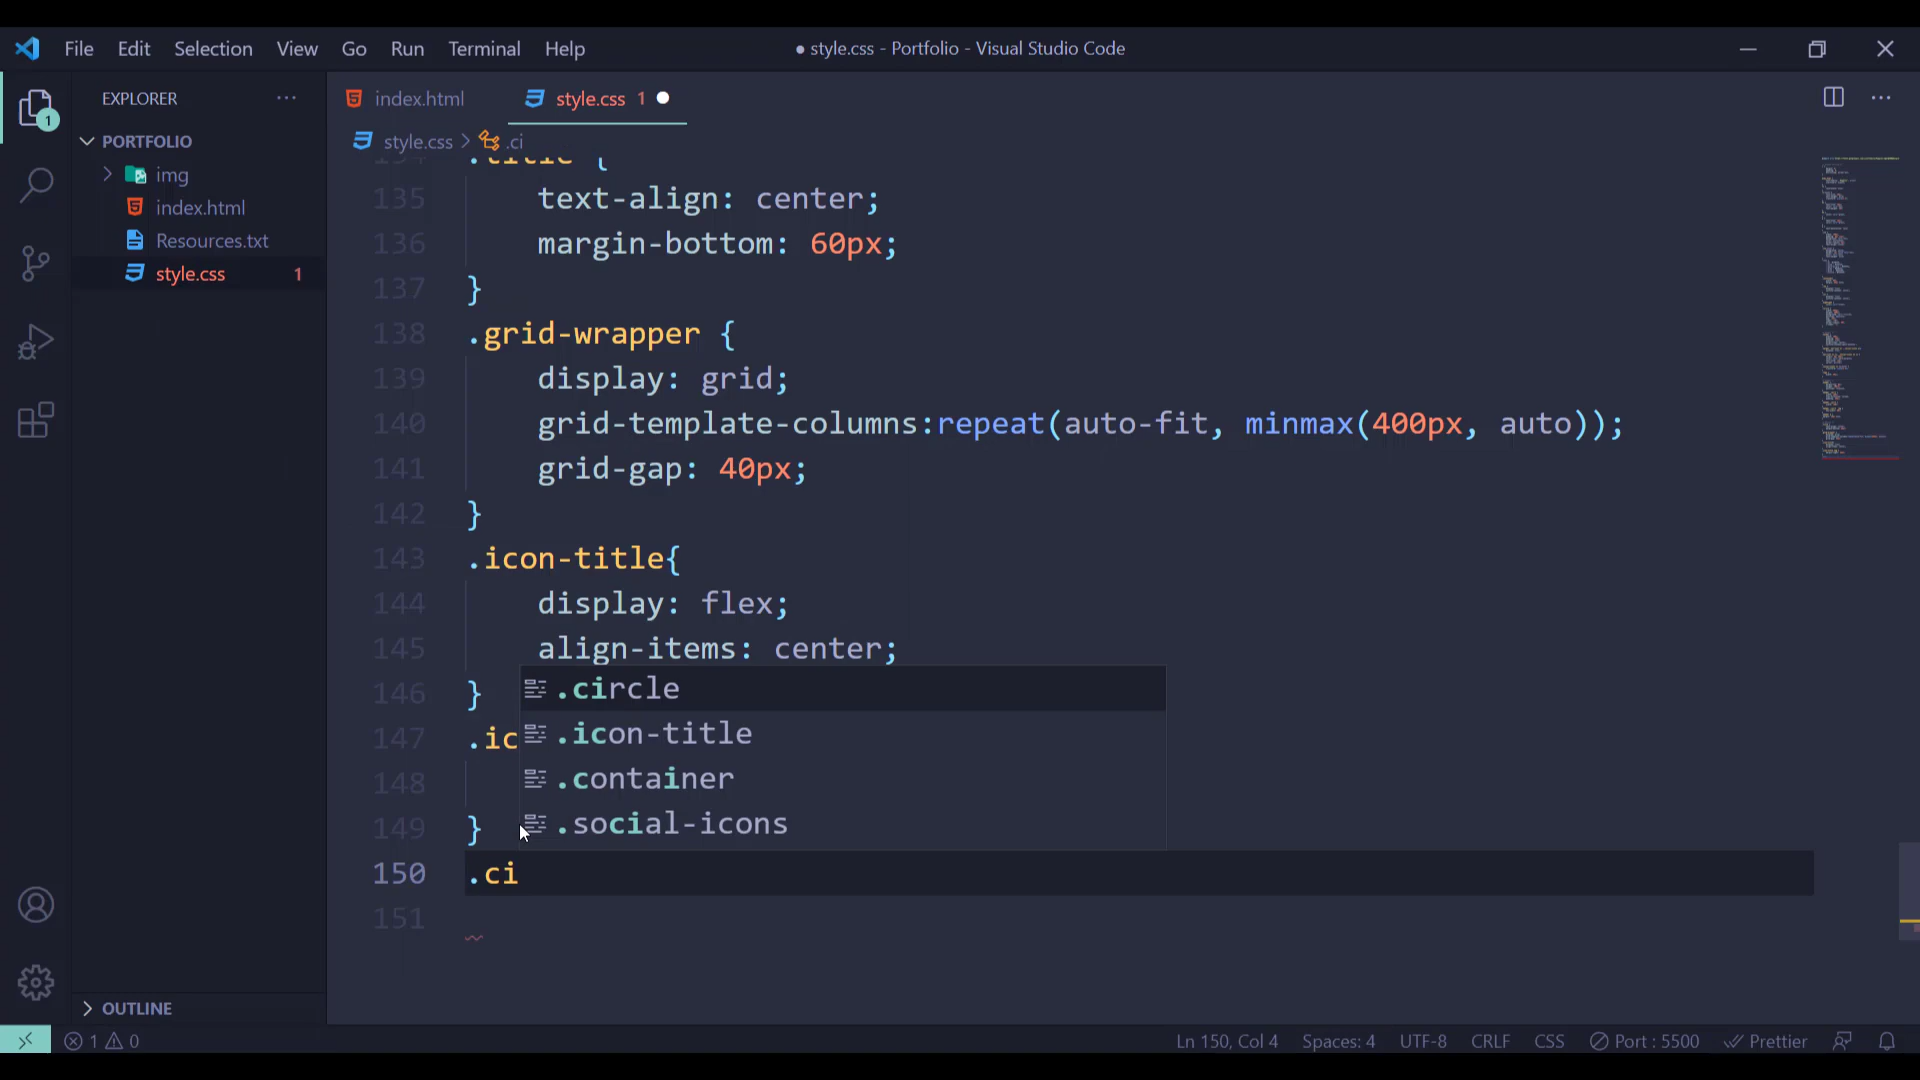 File Edit Selection View Go Run Terminal Help
● style.css - Portfolio - Visual Studio Code
EXPLORER
PORTFOLIO
img
index.html
Resources.txt
style.css 1
OUTLINE
1
index.html
style.css 1
style.css > .ci
134 .title {
135 text-align: center;
136 margin-bottom: 60px;
137 }
138 .grid-wrapper {
139 display: grid;
140 grid-template-columns:repeat(auto-fit, minmax(400px, auto));
141 grid-gap: 40px;
142 }
143 .icon-title{
144 display: flex;
145 align-items: center;
146 }
147 .ic
148
149 }
150 .ci
151
.circle
.icon-title
.container
.social-icons
1 0
Ln 150, Col 4 Spaces: 4 UTF-8 CRLF CSS Port : 5500 Prettier